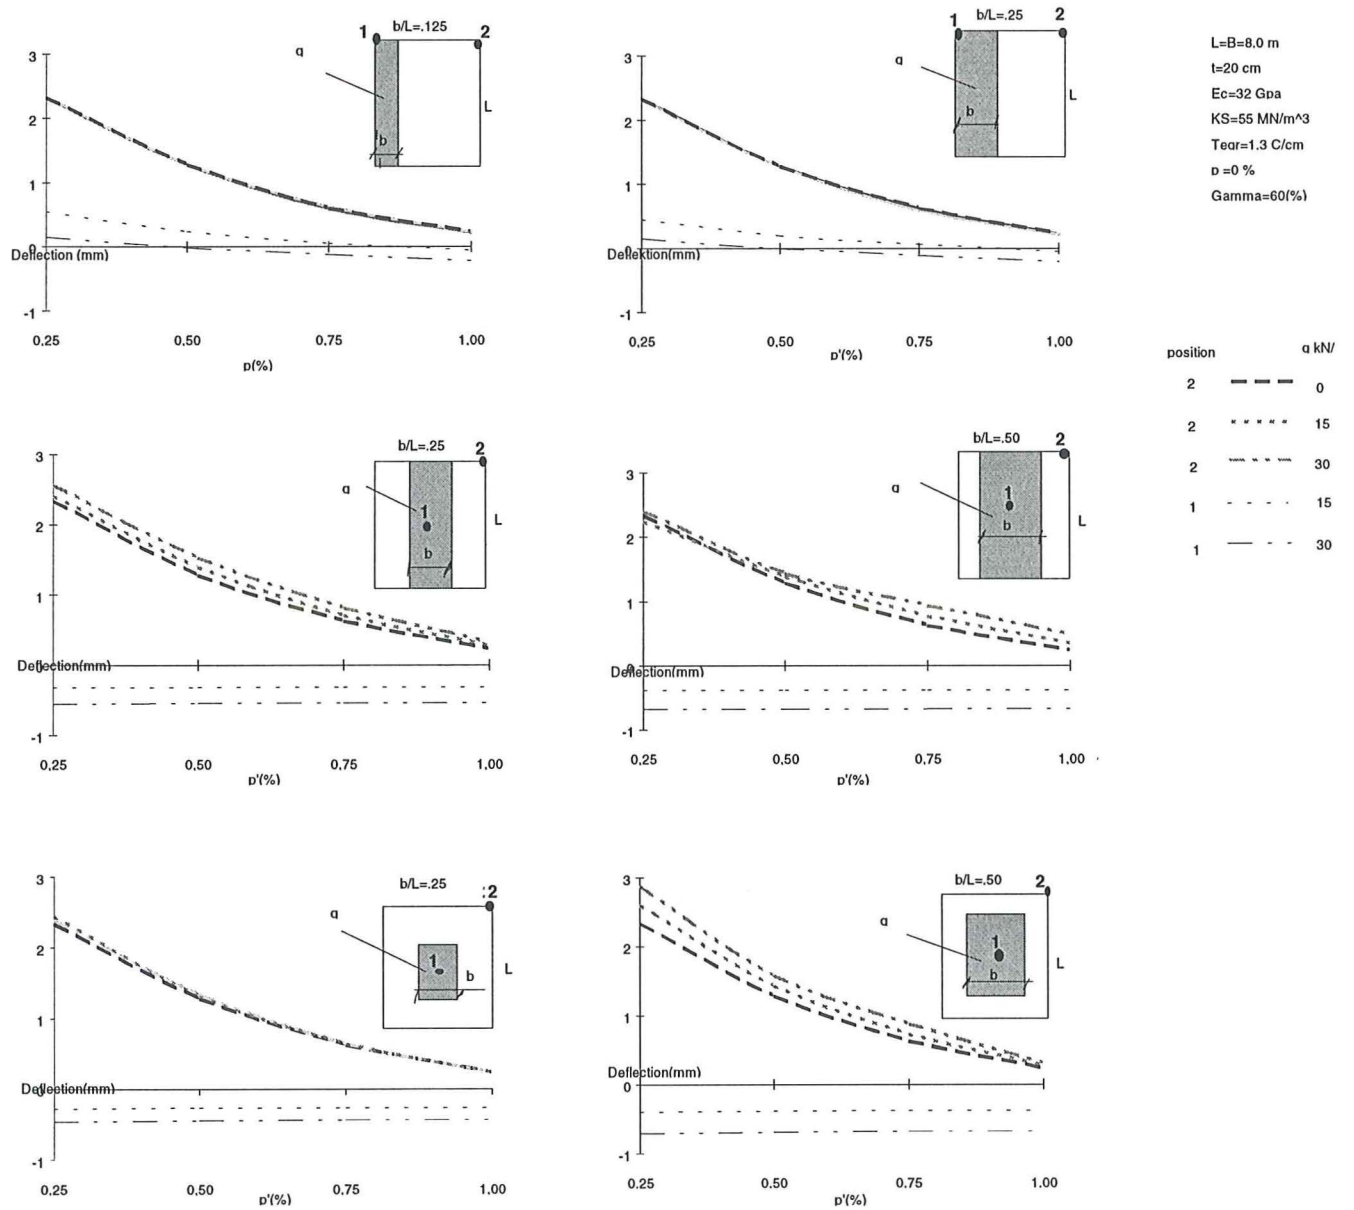 b/L=.125
1
2
q
L
b
3
2
1
0
Deflection (mm)
-1
0,25
0,50
0,75
1.00
p(%)
b/L=.25
1
2
q
L
b
3
2
1
0
Deflektion(mm)
-1
0,25
0,50
0,75
1.00
p'(%)
L=B=8.0 m
t=20 cm
Ec=32 Gpa
KS=55 MN/m^3
Tegr=1.3 C/cm
p =0 %
Gamma=60(%)
position
q kN/
2
0
2
15
2
30
1
15
1
30
b/L=.25
2
q
1
L
b
3
2
1
Deflection(mm)
-1
0,25
0,50
0,75
1,00
p'(%)
b/L=.50
2
q
1
b
L
3
2
1
0
Deflection(mm)
-1
0,25
0,50
0,75
1,00
p'(%)
b/L=.25
2
q
1
b
L
3
2
1
Deflection(mm)
0
-1
0.25
0.50
0.75
1.00
p'(%)
b/L=.50
2
q
1
b
L
3
2
1
Deflection(mm)
0
-1
0.25
0.50
0.75
1.00
p'(%)